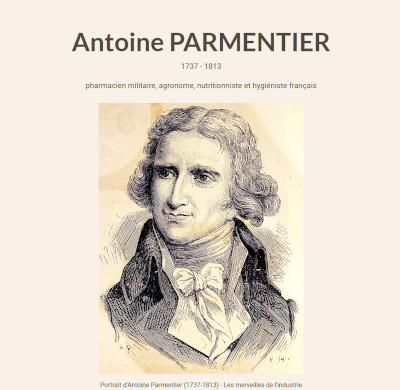 Antoine PARMENTIER
1737 - 1813
pharmacien militaire, agronome, nutritionniste et hygiéniste français
Portrait d'Antoine Parmentier (1737-1813) - Les merveilles de l'industrie